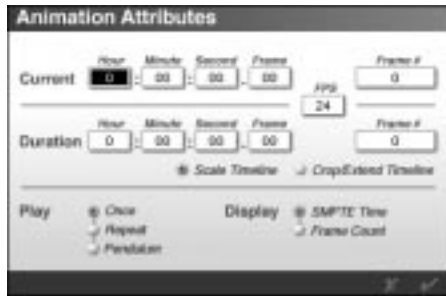 Animation Attributes
Hour Minute Second Frame Frame #
Current 0 : 00 : 00 . 00 0
FPS
24
Hour Minute Second Frame Frame #
Duration 0 : 00 : 00 . 00 0
Scale Timeline Crop/Extend Timeline
Play Once Display SMPTE Time
Repeat Frame Count
Pendulum